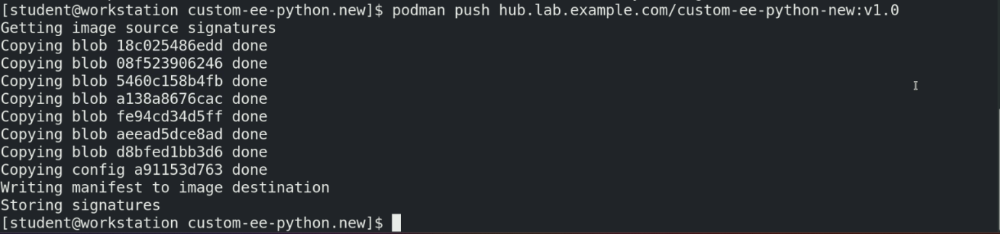 [student@workstation custom-ee-python.new]$ podman push hub.lab.example.com/custom-ee-python-new:v1.0
Getting image source signatures
Copying blob 18c025486edd done
Copying blob 08f523906246 done
Copying blob 5460c158b4fb done
Copying blob a138a8676cac done
Copying blob fe94cd34d5ff done
Copying blob aeead5dce8ad done
Copying blob d8bfed1bb3d6 done
Copying config a91153d763 done
Writing manifest to image destination
Storing signatures
[student@workstation custom-ee-python.new]$